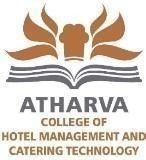 ATHARVA
COLLEGE OF
HOTEL MANAGEMENT AND
CATERING TECHNOLOGY